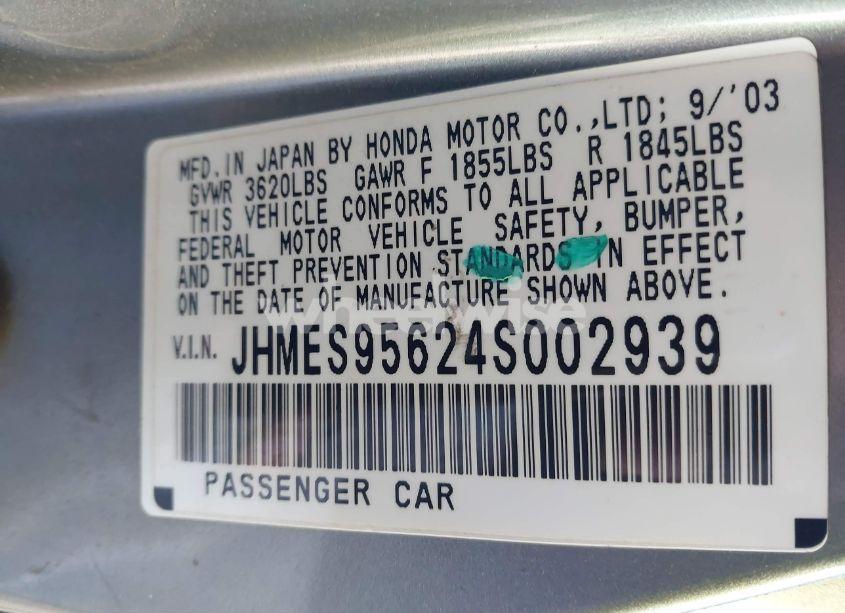 MFD. IN JAPAN BY HONDA MOTOR CO.,LTD; 9/'03
GVWR 3620LBS GAWR F 1855LBS R 1845LBS
THIS VEHICLE CONFORMS TO ALL APPLICABLE
FEDERAL MOTOR VEHICLE SAFETY, BUMPER,
AND THEFT PREVENTION STANDARDS IN EFFECT
ON THE DATE OF MANUFACTURE SHOWN ABOVE.
wheelwise
V.I.N. JHMES95624S002939
PASSENGER CAR